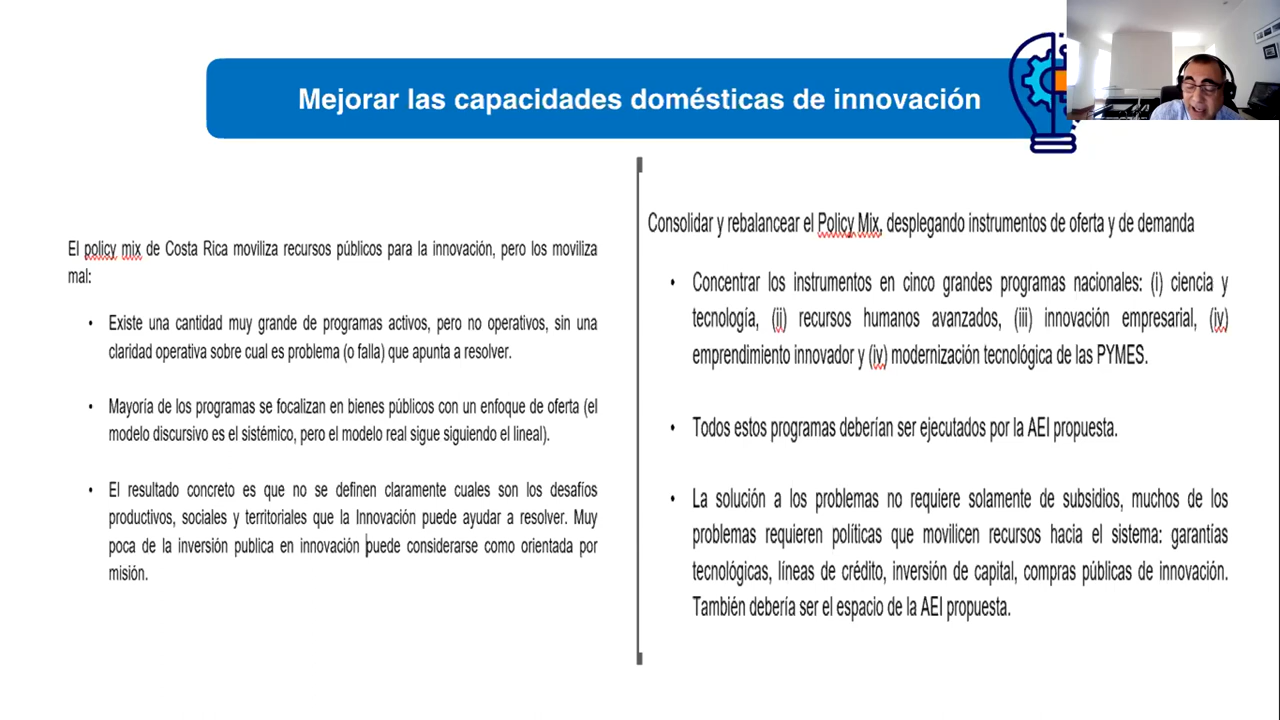 Mejorar las capacidades domésticas de innovación
El policy mix de Costa Rica moviliza recursos públicos para la innovación, pero los moviliza
mal:
• Existe una cantidad muy grande de programas activos, pero no operativos, sin una
claridad operativa sobre cual es problema (o falla) que apunta a resolver.
• Mayoría de los programas se focalizan en bienes públicos con un enfoque de oferta (el
modelo discursivo es el sistémico, pero el modelo real sigue siguiendo el lineal).
• El resultado concreto es que no se definen claramente cuales son los desafíos
productivos, sociales y territoriales que la Innovación puede ayudar a resolver. Muy
poca de la inversión publica en innovación puede considerarse como orientada por
misión.
Consolidar y rebalancear el Policy Mix, desplegando instrumentos de oferta y de demanda
• Concentrar los instrumentos en cinco grandes programas nacionales: (i) ciencia y
tecnología, (ii) recursos humanos avanzados, (iii) innovación empresarial, (iv)
emprendimiento innovador y (iv) modernización tecnológica de las PYMES.
• Todos estos programas deberían ser ejecutados por la AEI propuesta.
• La solución a los problemas no requiere solamente de subsidios, muchos de los
problemas requieren políticas que movilicen recursos hacia el sistema: garantías
tecnológicas, líneas de crédito, inversión de capital, compras públicas de innovación.
También debería ser el espacio de la AEI propuesta.